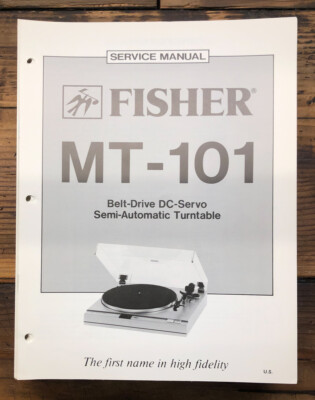 SERVICE MANUAL
FISHER®
MT-101
Belt-Drive DC-Servo
Semi-Automatic Turntable
The first name in high fidelity
U.S.